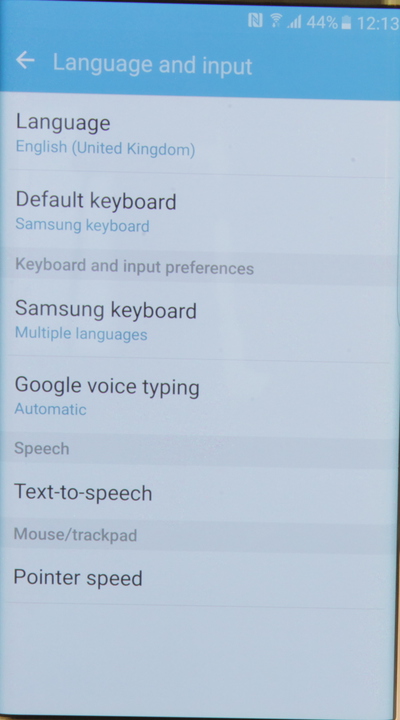 44% 12:13
Language and input
Language
English (United Kingdom)
Default keyboard
Samsung keyboard
Keyboard and input preferences
Samsung keyboard
Multiple languages
Google voice typing
Automatic
Speech
Text-to-speech
Mouse/trackpad
Pointer speed